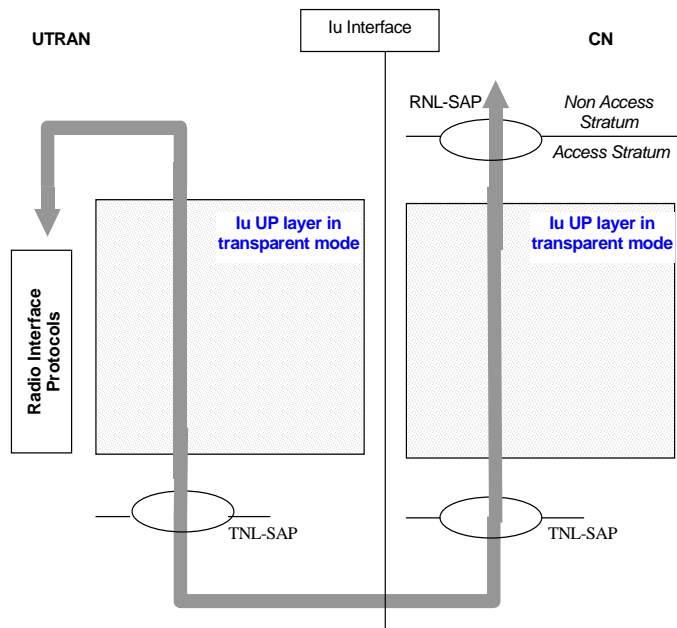 Iu Interface
UTRAN
CN
RNL-SAP
Non Access
Stratum
Access Stratum
Iu UP layer in
transparent mode
Iu UP layer in
transparent mode
Radio Interface
Protocols
TNL-SAP
TNL-SAP